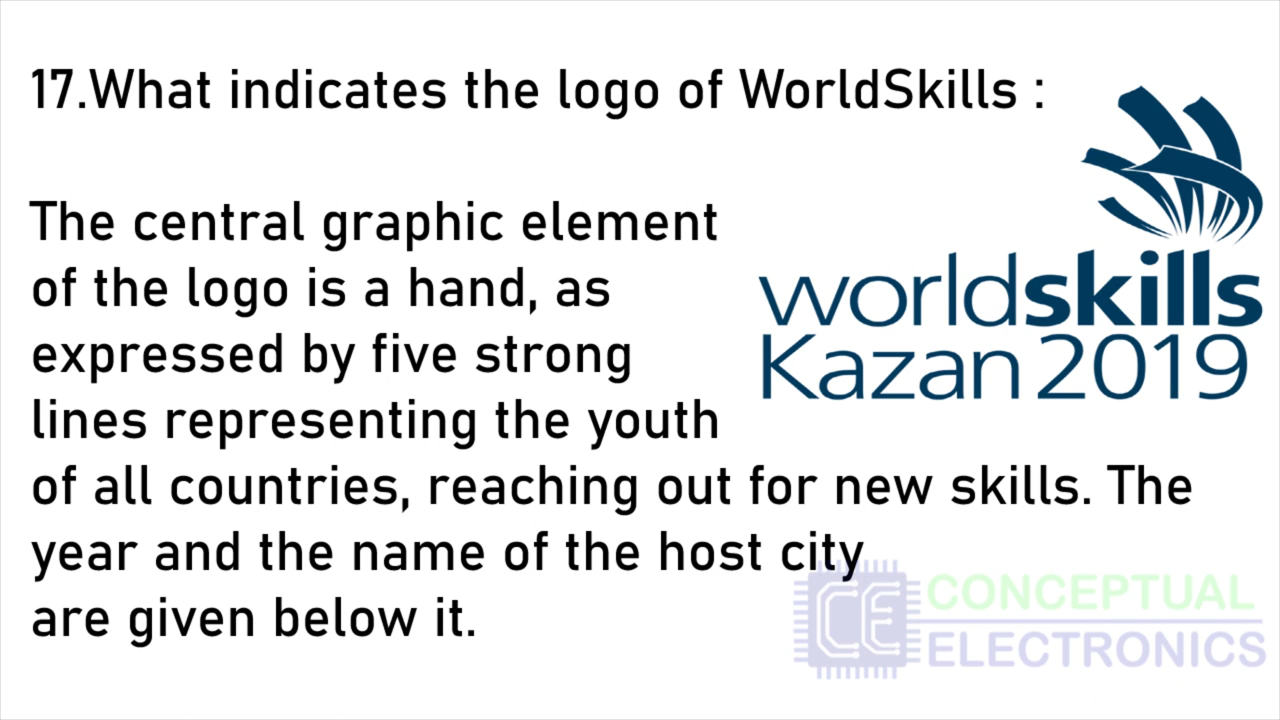 17.What indicates the logo of WorldSkills :
The central graphic element
of the logo is a hand, as
expressed by five strong
lines representing the youth
of all countries, reaching out for new skills. The
year and the name of the host city
are given below it.
worldskills
Kazan 2019
CE CONCEPTUAL
ELECTRONICS